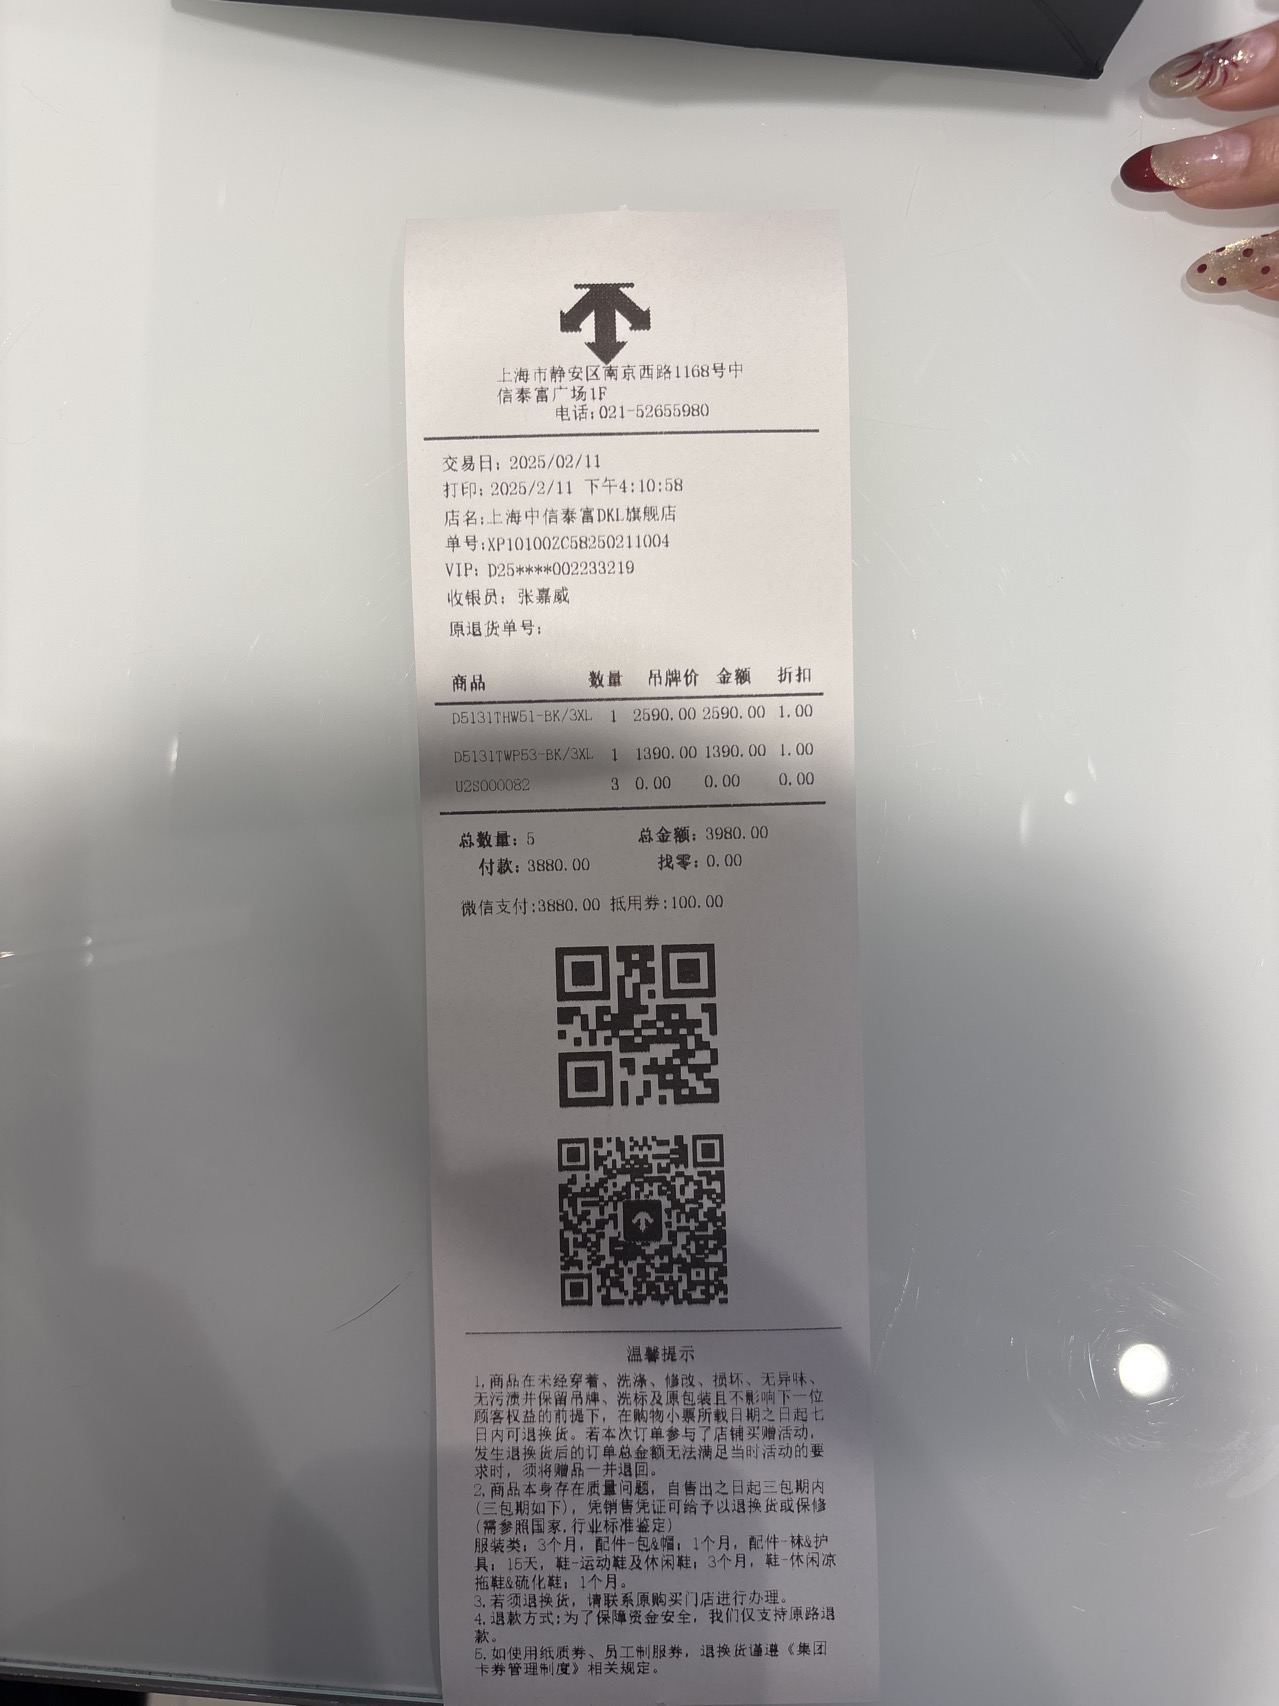 上海市静安区南京西路1168号中
信泰富广场1F
电话:021-52655980
交易日: 2025/02/11
打印: 2025/2/11 下午4:10:58
店名:上海中信泰富DKL旗舰店
单号:XP10100ZC58250211004
VIP: D25****002233219
收银员: 张嘉威
原退货单号:
商品 数量 吊牌价 金额 折扣
D5131THW51-BK/3XL 1 2590.00 2590.00 1.00
D5131TWP53-BK/3XL 1 1390.00 1390.00 1.00
U2S000082 3 0.00 0.00 0.00
总数量: 5 总金额: 3980.00
付款: 3880.00 找零: 0.00
微信支付:3880.00 抵用券:100.00
温馨提示
1.商品在未经穿着、洗涤、修改、损坏、无异味、
无污渍并保留吊牌、洗标及原包装且不影响下一位
顾客权益的前提下，在购物小票所载日期之日起七
日内可退换货。若本次订单参与了店铺买赠活动，
发生退换货后的订单总金额无法满足当时活动的要
求时，须将赠品一并退回。
2.商品本身存在质量问题，自售出之日起三包期内
(三包期如下)，凭销售凭证可给予以退换货或保修
(需参照国家.行业标准鉴定)
服装类：3个月，配件-包&帽：1个月，配件-袜&护
具：15天，鞋-运动鞋及休闲鞋：3个月，鞋-休闲凉
拖鞋&硫化鞋：1个月。
3.若须退换货，请联系原购买门店进行办理。
4.退款方式:为了保障资金安全，我们仅支持原路退
款。
5.如使用纸质券、员工制服券，退换货谨遵《集团
卡券管理制度》相关规定。